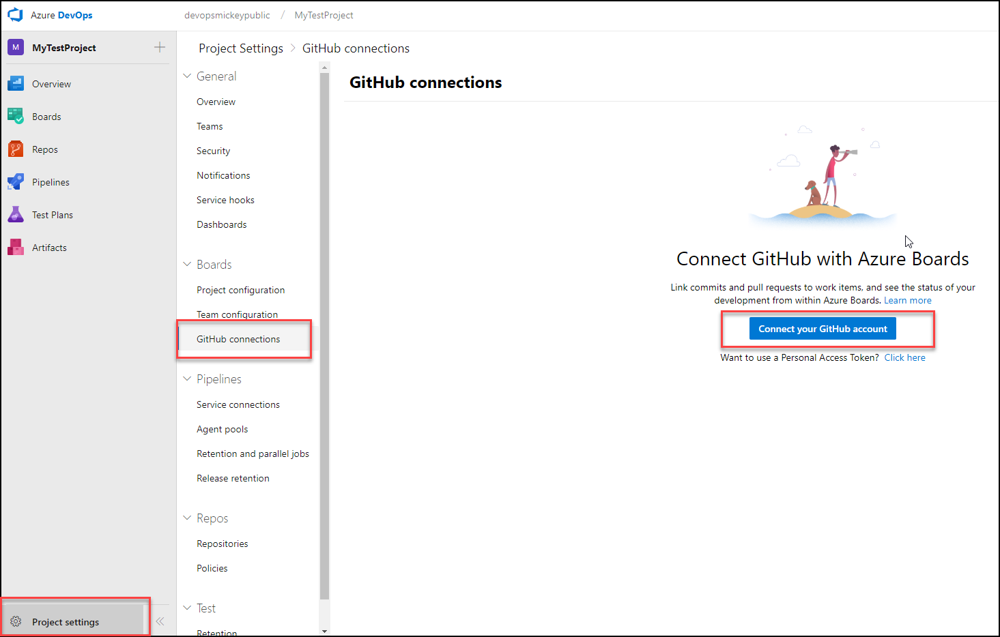 Azure DevOps
devopsmickeypublic / MyTestProject
M MyTestProject
Overview
Boards
Repos
Pipelines
Test Plans
Artifacts
Project settings
Project Settings > GitHub connections
General
Overview
Teams
Security
Notifications
Service hooks
Dashboards
Boards
Project configuration
Team configuration
GitHub connections
Pipelines
Service connections
Agent pools
Retention and parallel jobs
Release retention
Repos
Repositories
Policies
Test
Retention
GitHub connections
Connect GitHub with Azure Boards
Link commits and pull requests to work items, and see the status of your
development from within Azure Boards. Learn more
Connect your GitHub account
Want to use a Personal Access Token? Click here